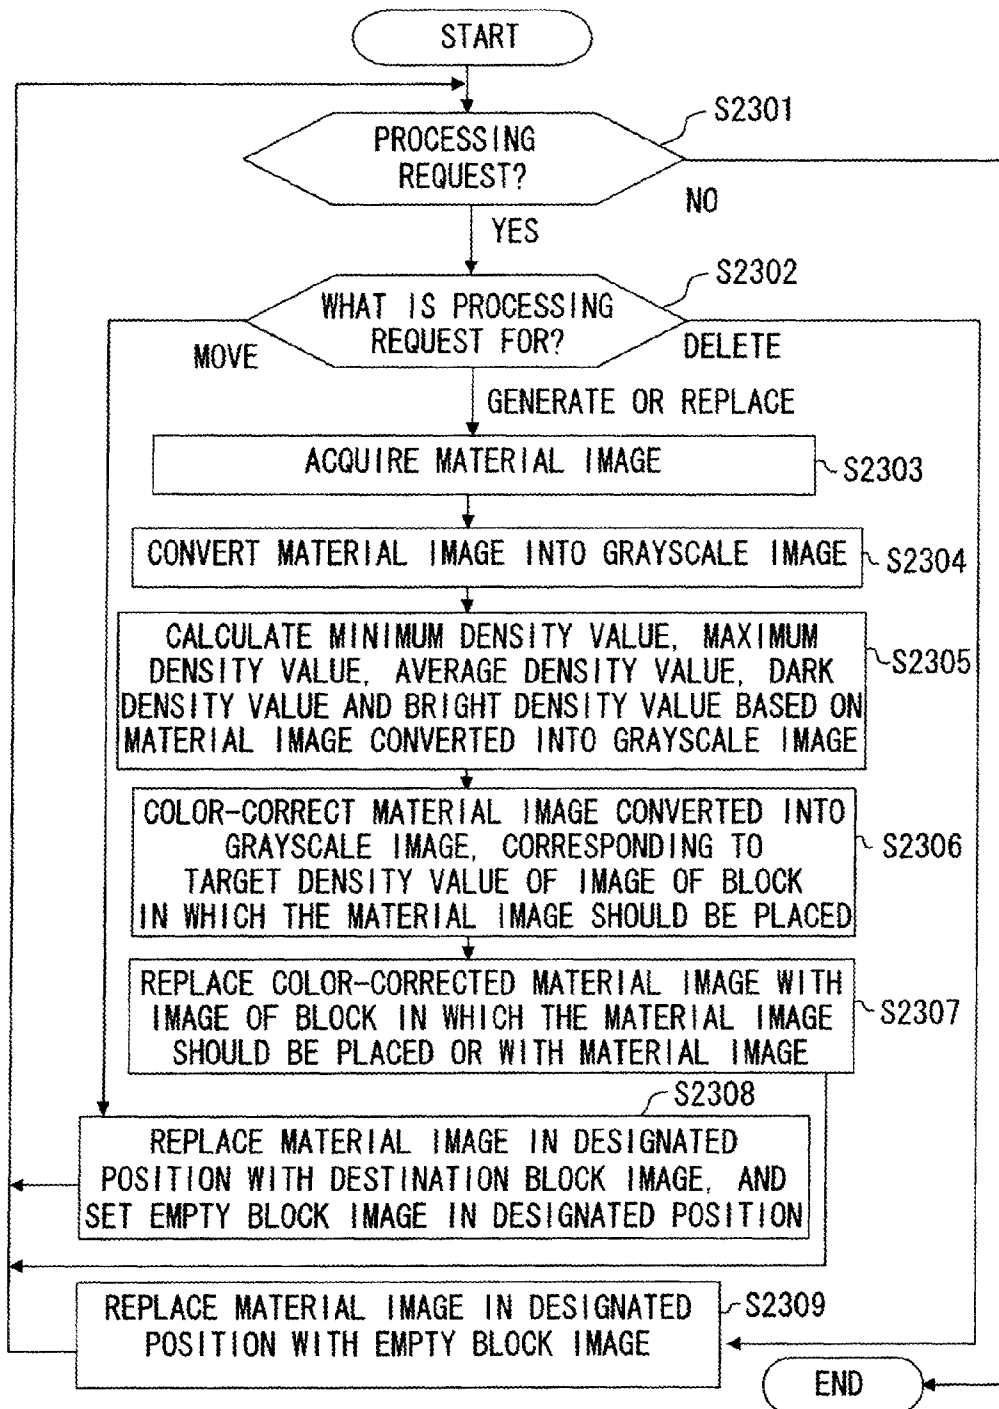 START
S2301
PROCESSING
REQUEST?
NO
YES
S2302
WHAT IS PROCESSING
REQUEST FOR?
MOVE
DELETE
GENERATE OR REPLACE
ACQUIRE MATERIAL IMAGE
S2303
CONVERT MATERIAL IMAGE INTO GRAYSCALE IMAGE
S2304
CALCULATE MINIMUM DENSITY VALUE, MAXIMUM
DENSITY VALUE, AVERAGE DENSITY VALUE, DARK
DENSITY VALUE AND BRIGHT DENSITY VALUE BASED ON
MATERIAL IMAGE CONVERTED INTO GRAYSCALE IMAGE
S2305
COLOR-CORRECT MATERIAL IMAGE CONVERTED INTO
GRAYSCALE IMAGE, CORRESPONDING TO
TARGET DENSITY VALUE OF IMAGE OF BLOCK
IN WHICH THE MATERIAL IMAGE SHOULD BE PLACED
S2306
REPLACE COLOR-CORRECTED MATERIAL IMAGE WITH
IMAGE OF BLOCK IN WHICH THE MATERIAL IMAGE
SHOULD BE PLACED OR WITH MATERIAL IMAGE
S2307
S2308
REPLACE MATERIAL IMAGE IN DESIGNATED
POSITION WITH DESTINATION BLOCK IMAGE, AND
SET EMPTY BLOCK IMAGE IN DESIGNATED POSITION
REPLACE MATERIAL IMAGE IN DESIGNATED
POSITION WITH EMPTY BLOCK IMAGE
S2309
END